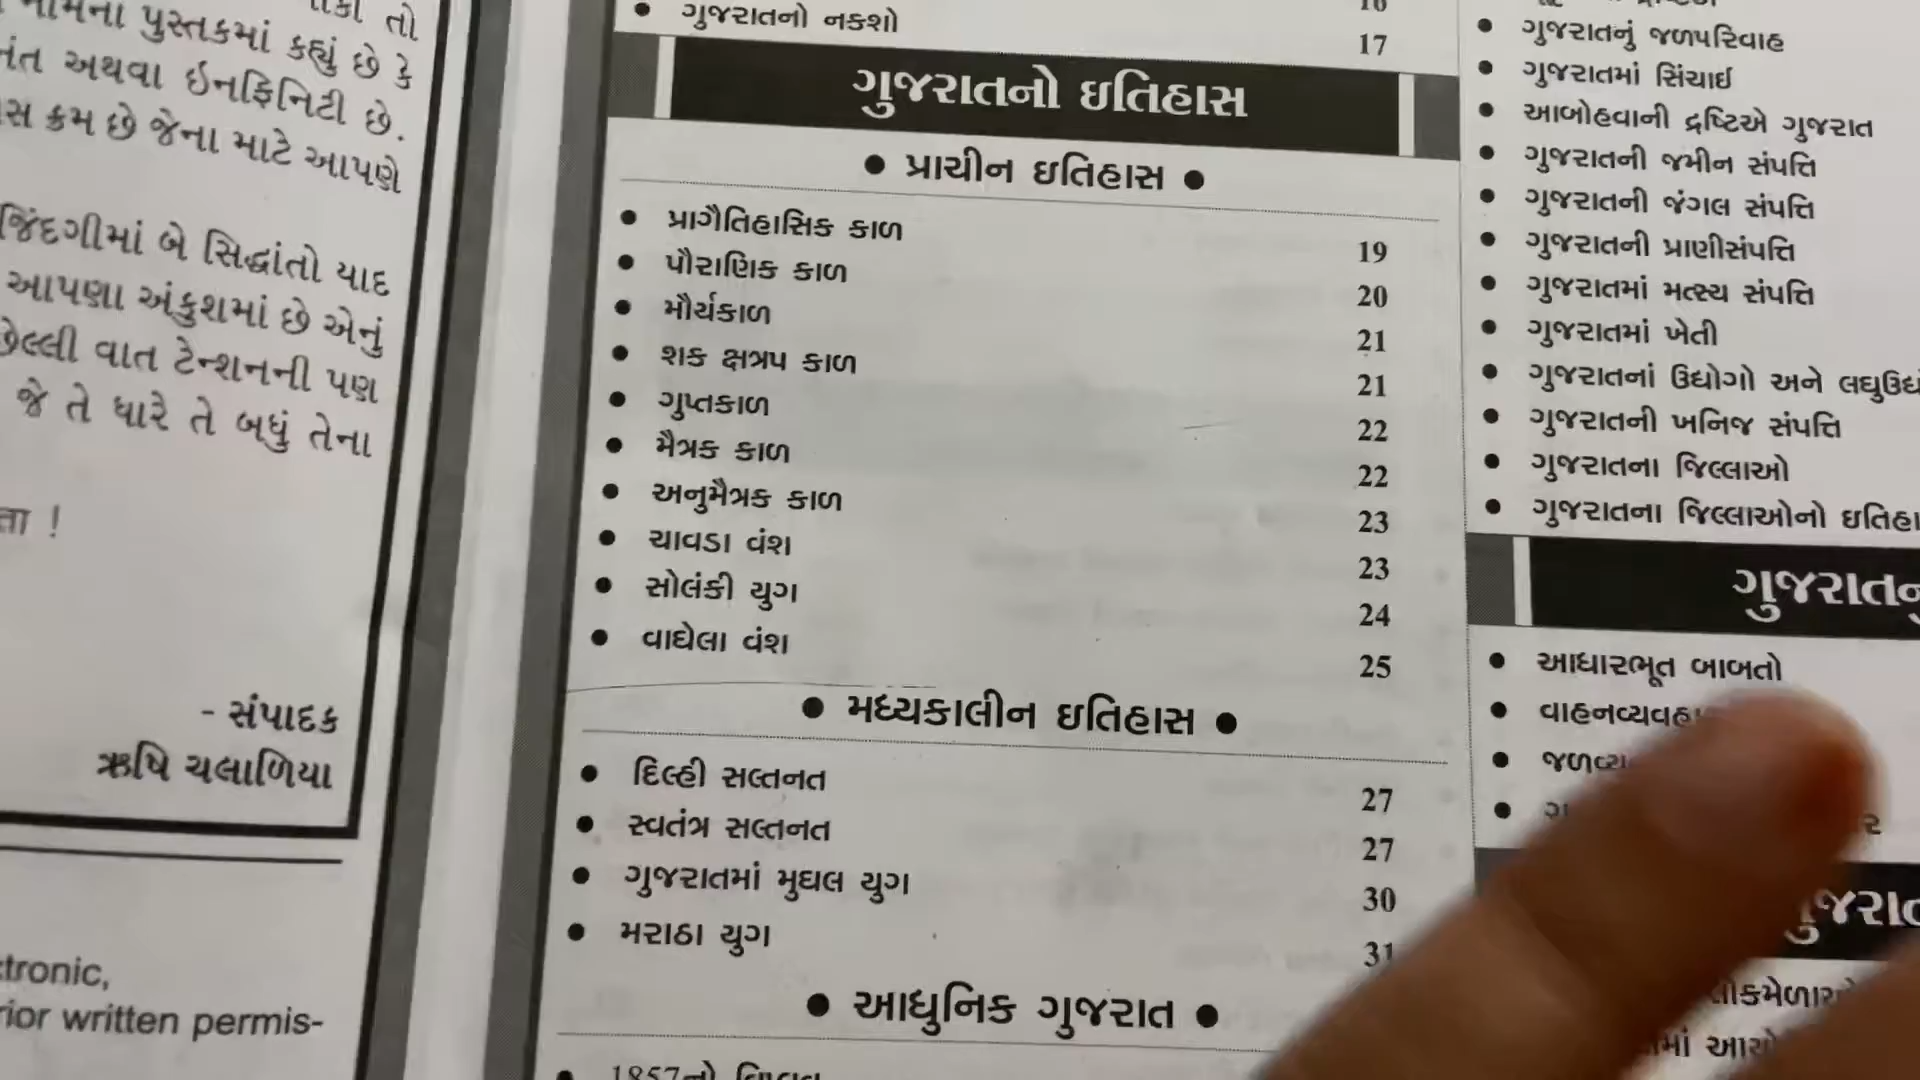 તો
નામના પુસ્તકમાં કહ્યું છે કે
અથવા ઈનફિનિટી છે.
ક્રમ છે જેના માટે આપણે
જિંદગીમાં બે સિદ્ધાંતો યાદ
આપણા અંકુશમાં છે એનું
છેલ્લી વાત ટેન્શનની પણ
જે તે ધારે તે બધું તેના
!
- સંપાદક
ઋષિ ચલાળિયા
written permis-
• ગુજરાતનો નકશો 17
ગુજરાતનો ઇતિહાસ
• પ્રાચીન ઇતિહાસ •
• પ્રાગૈતિહાસિક કાળ 19
• પૌરાણિક કાળ 20
• મૌર્યકાળ 21
• શક ક્ષત્રપ કાળ 21
• ગુપ્તકાળ 22
• મૈત્રક કાળ 22
• અનુમૈત્રક કાળ 23
• ચાવડા વંશ 23
• સોલંકી યુગ 24
• વાઘેલા વંશ 25
• મધ્યકાલીન ઇતિહાસ •
• દિલ્હી સલ્તનત 27
• સ્વતંત્ર સલ્તનત 27
• ગુજરાતમાં મુઘલ યુગ 30
• મરાઠા યુગ 31
• આધુનિક ગુજરાત •
• 1857નો
• ગુજરાતનું જળપરિવાહ
• ગુજરાતમાં સિંચાઈ
• આબોહવાની દ્રષ્ટિએ ગુજરાત
• ગુજરાતની જમીન સંપત્તિ
• ગુજરાતની જંગલ સંપત્તિ
• ગુજરાતની પ્રાણીસંપત્તિ
• ગુજરાતમાં મત્સ્ય સંપત્તિ
• ગુજરાતમાં ખેતી
• ગુજરાતનાં ઉદ્યોગો અને
• ગુજરાતની ખનિજ સંપત્તિ
• ગુજરાતના જિલ્લાઓ
• ગુજરાતના જિલ્લાઓનો
• આધારભૂત બાબતો